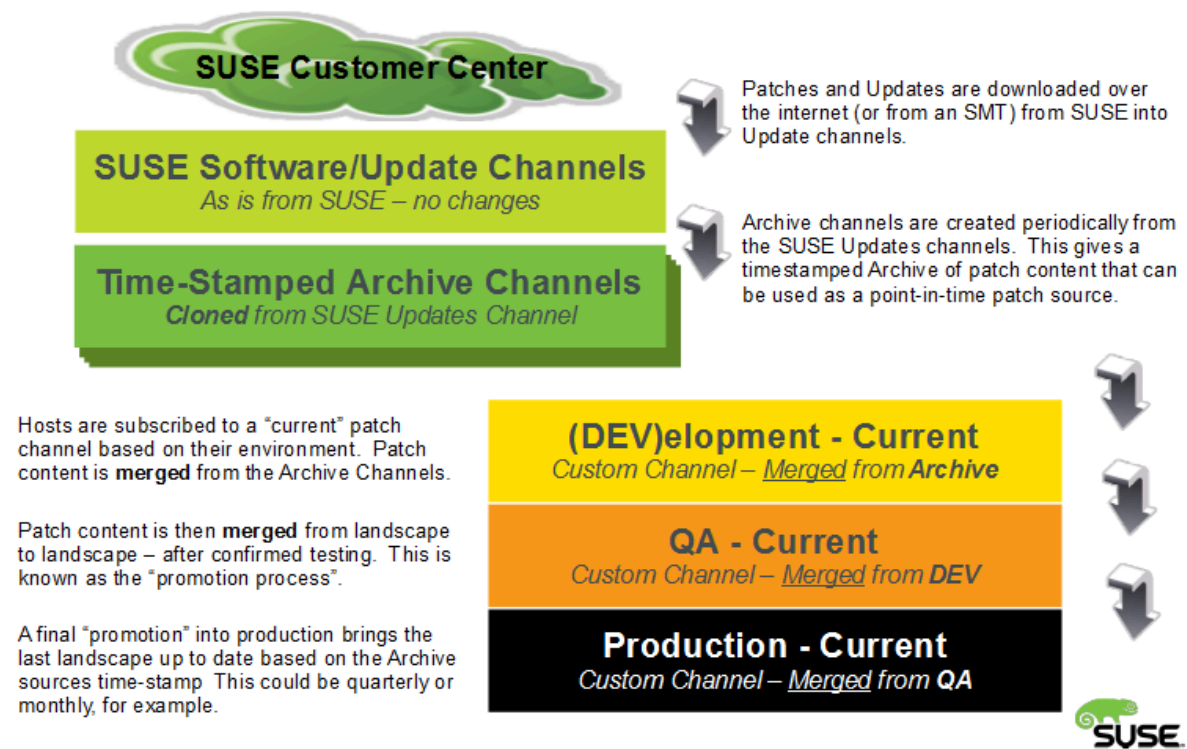 SUSE Customer Center
Patches and Updates are downloaded over
the internet (or from an SMT) from SUSE into
Update channels.
SUSE Software/Update Channels
As is from SUSE – no changes
Archive channels are created periodically from
the SUSE Updates channels. This gives a
timestamped Archive of patch content that can
be used as a point-in-time patch source.
Time-Stamped Archive Channels
Cloned from SUSE Updates Channel
Hosts are subscribed to a “current” patch
channel based on their environment. Patch
content is merged from the Archive Channels.
(DEV)elopment - Current
Custom Channel – Merged from Archive
Patch content is then merged from landscape
to landscape – after confirmed testing. This is
known as the “promotion process”.
QA - Current
Custom Channel – Merged from DEV
A final “promotion” into production brings the
last landscape up to date based on the Archive
sources time-stamp This could be quarterly or
monthly, for example.
Production - Current
Custom Channel – Merged from QA
SUSE